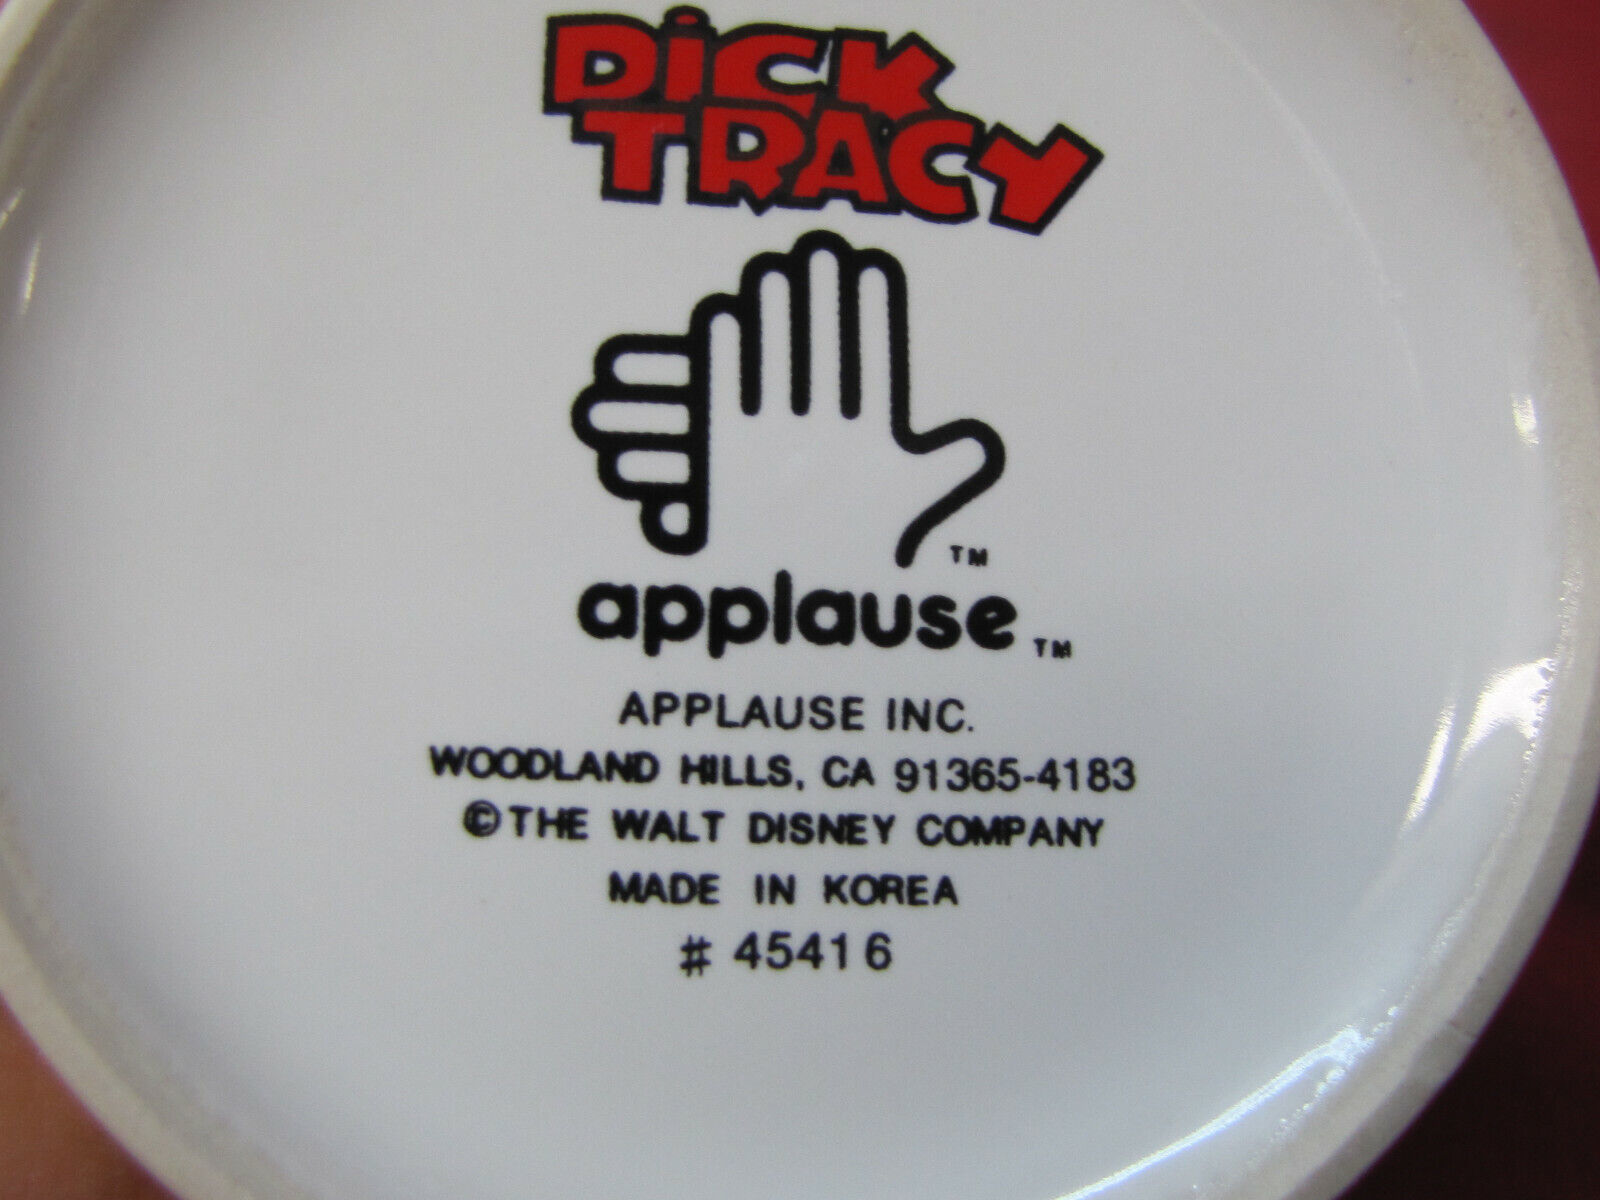 DiCK
TRACY
TM
applause TM
APPLAUSE INC.
WOODLAND HILLS, CA 91365-4183
© THE WALT DISNEY COMPANY
MADE IN KOREA
# 45416